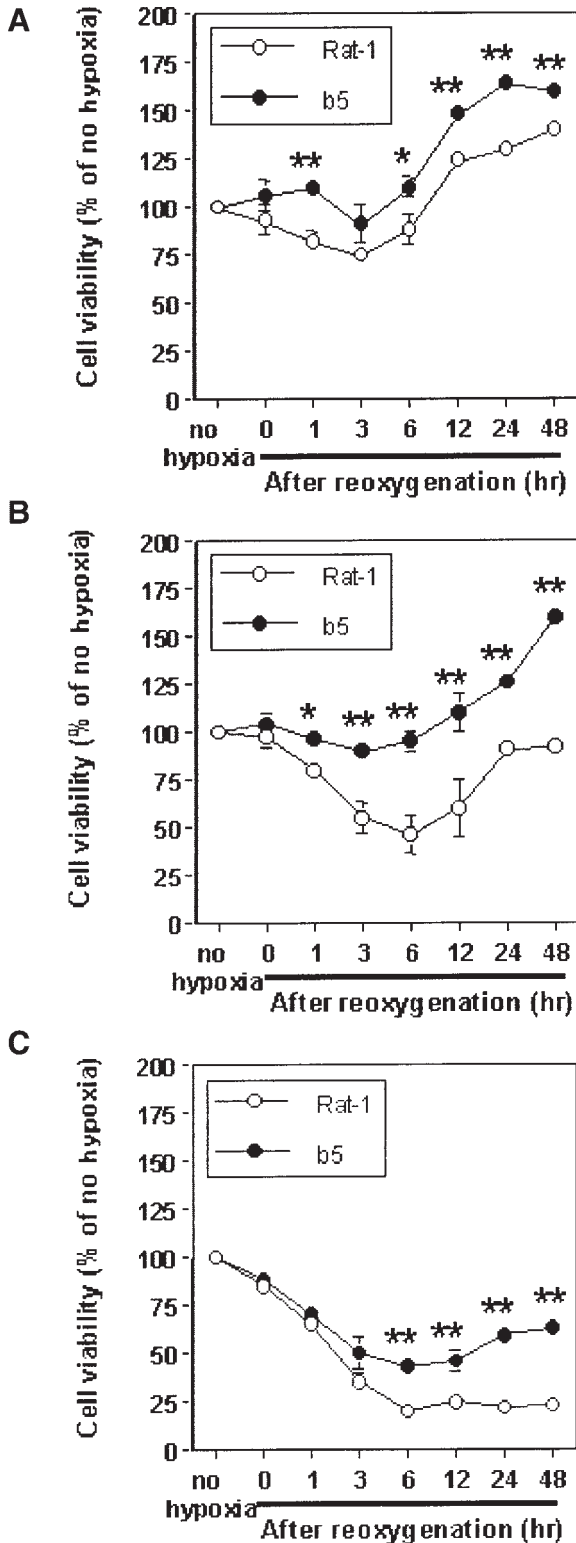 A
Cell viability (% of no hypoxia)
200
175
150
125
100
75
50
25
0
Rat-1
b5
** * ** ** **
no hypoxia 0 1 3 6 12 24 48
After reoxygenation (hr)
B
Cell viability (% of no hypoxia)
200
175
150
125
100
75
50
25
0
Rat-1
b5
* ** ** ** ** **
no hypoxia 0 1 3 6 12 24 48
After reoxygenation (hr)
C
Cell viability (% of no hypoxia)
200
175
150
125
100
75
50
25
0
Rat-1
b5
** ** ** **
no hypoxia 0 1 3 6 12 24 48
After reoxygenation (hr)